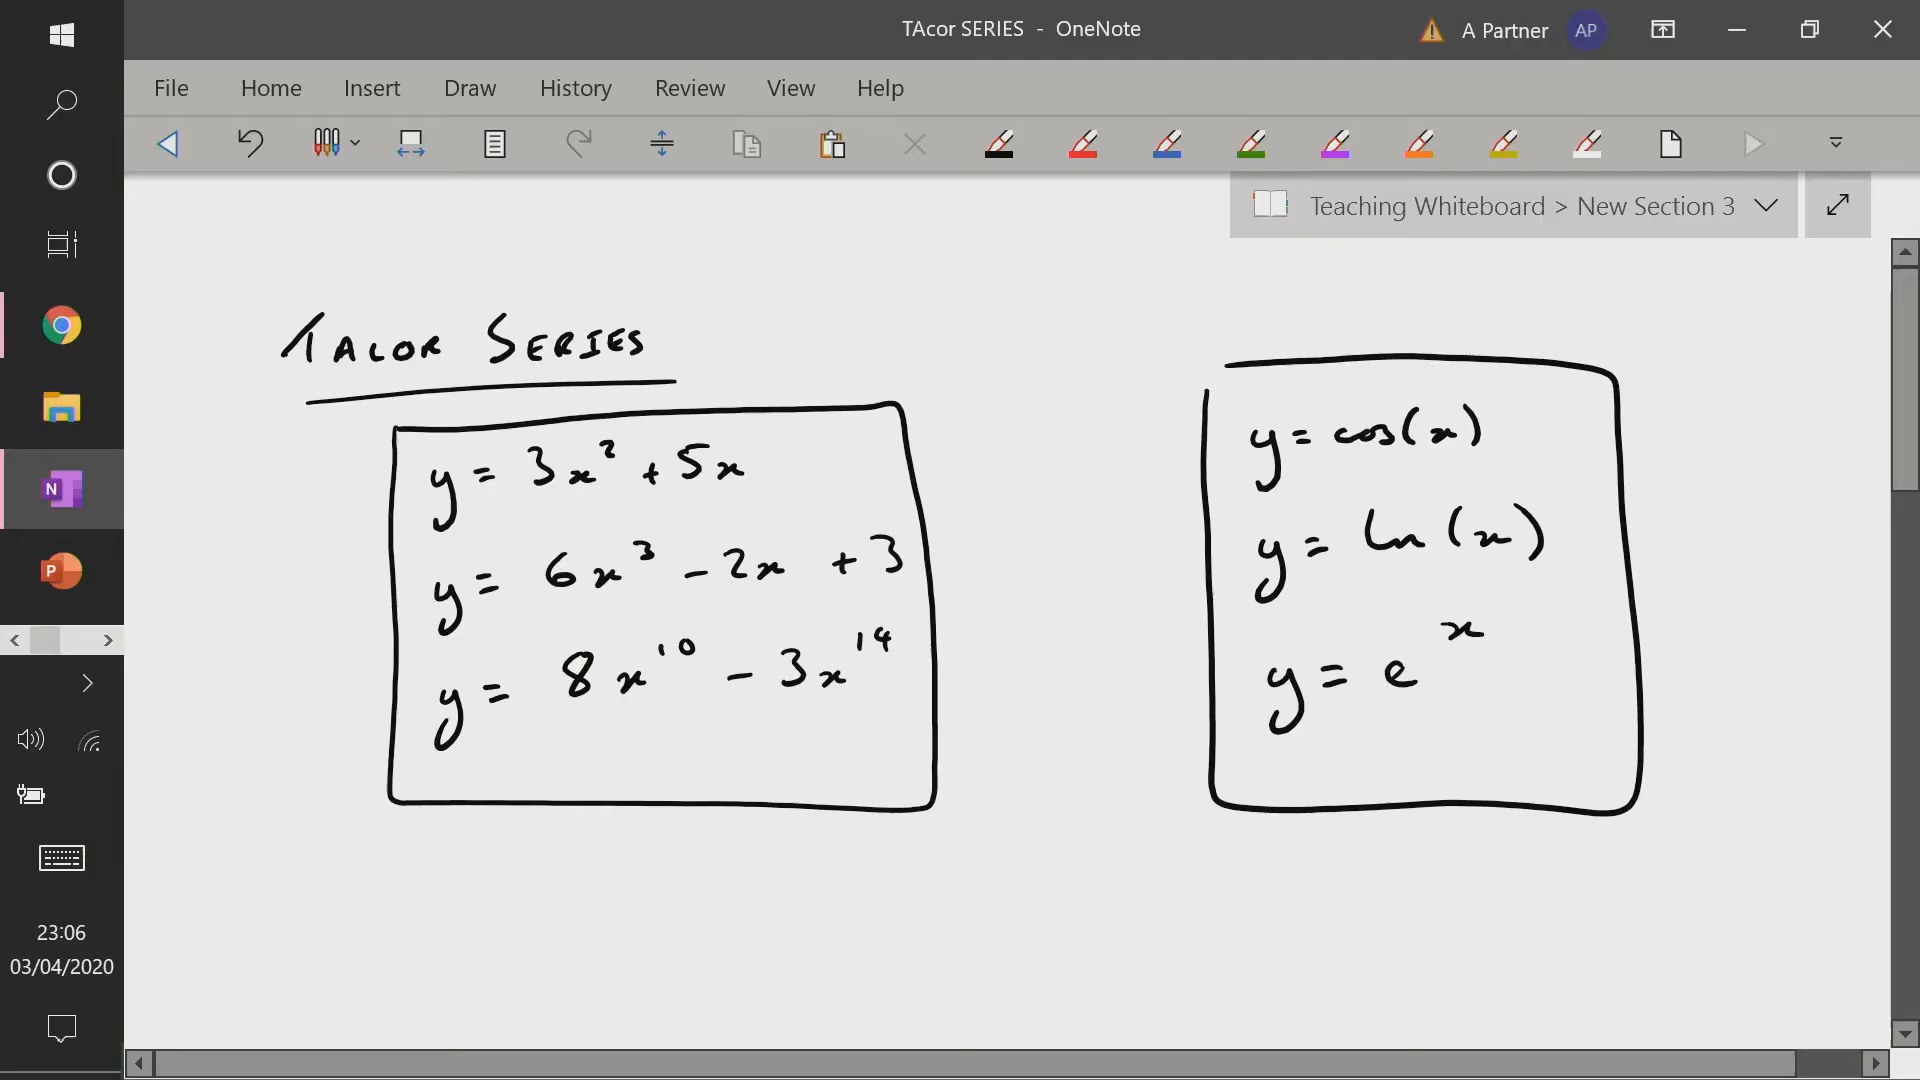 TAcor SERIES - OneNote
A Partner AP
File Home Insert Draw History Review View Help
Teaching Whiteboard > New Section 3
TACOR SERIES
y = 3x² + 5x
y = 6x³ - 2x + 3
y = 8x¹⁰ - 3x¹⁴
y = cos(x)
y = ln(x)
y = eˣ
N
P
23:06
03/04/2020